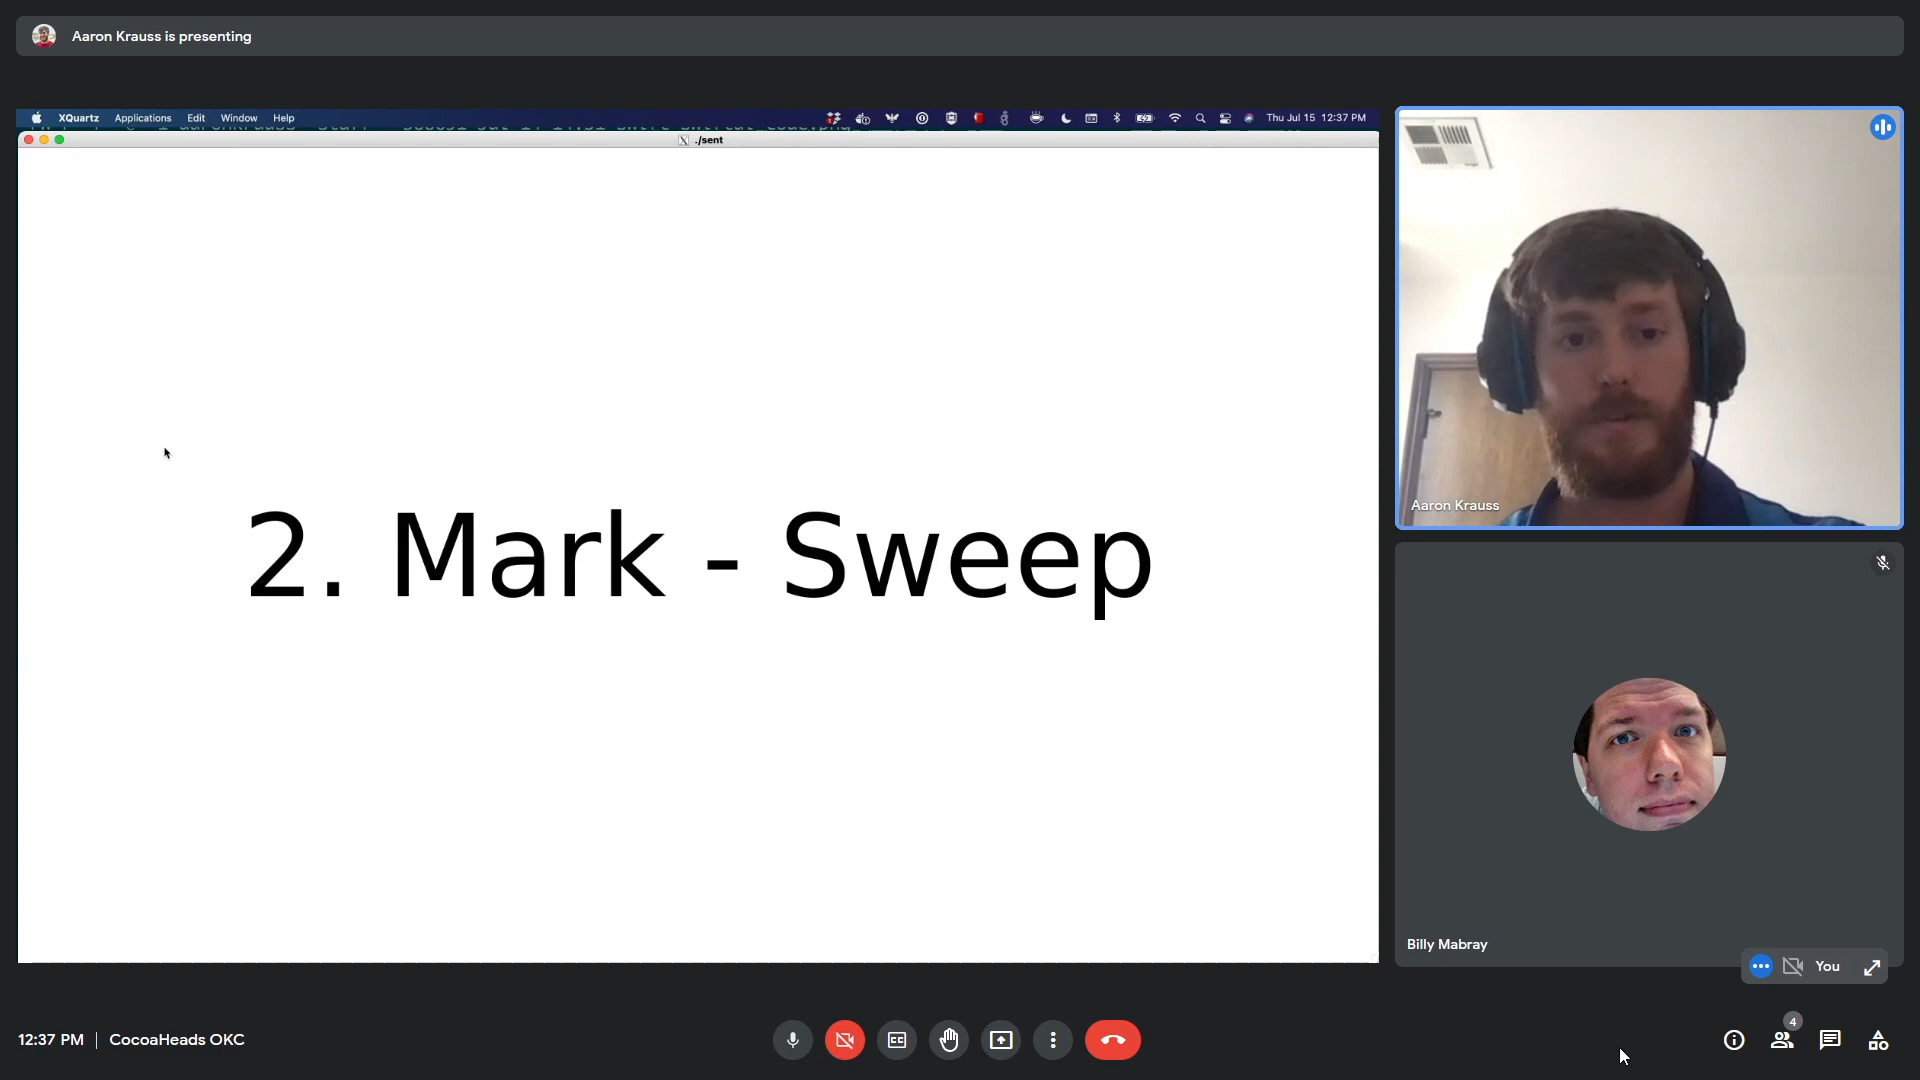 Aaron Krauss is presenting
XQuartz Applications Edit Window Help
Thu Jul 15 12:37 PM
./sent
2. Mark - Sweep
Aaron Krauss
Billy Mabray
You
12:37 PM | CocoaHeads OKC
4